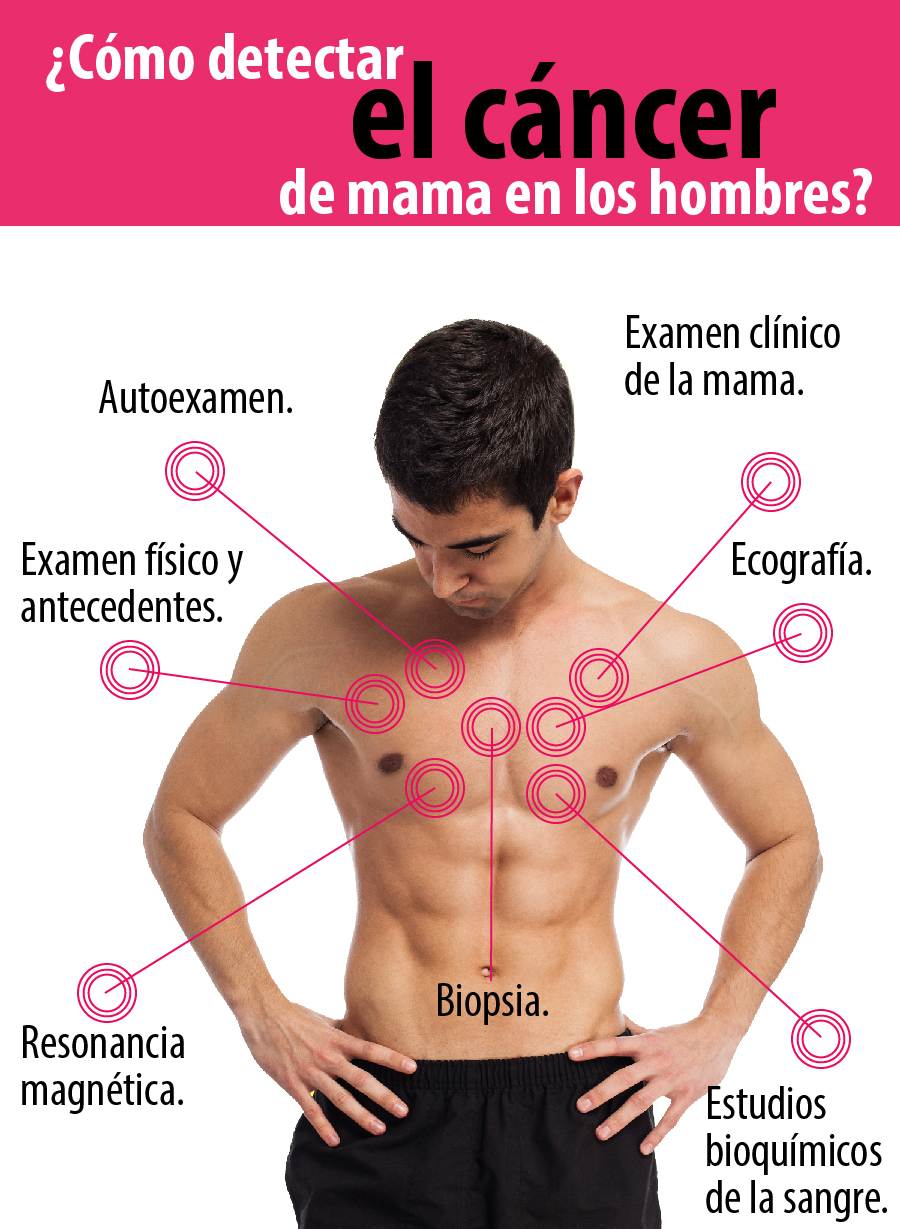 ¿Cómo detectar
el cáncer
de mama en los hombres?
Examen clínico
de la mama.
Autoexamen.
Examen físico y
antecedentes.
Ecografía.
Biopsia.
Resonancia
magnética.
Estudios
bioquímicos
de la sangre.